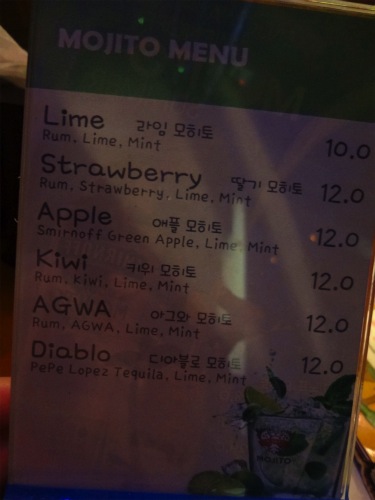 MOJITO MENU
Lime 라임 모히토 10.0
Rum, Lime, Mint
Strawberry 딸기 모히토 12.0
Rum, Strawberry, Lime, Mint
Apple 애플 모히토 12.0
Smirnoff Green Apple, Lime, Mint
Kiwi 키위 모히토 12.0
Rum, Kiwi, Lime, Mint
AGWA 아그와 모히토 12.0
Rum, AGWA, Lime, Mint
Diablo 디아블로 모히토 12.0
PePe Lopez Tequila, Lime, Mint
MOJITO